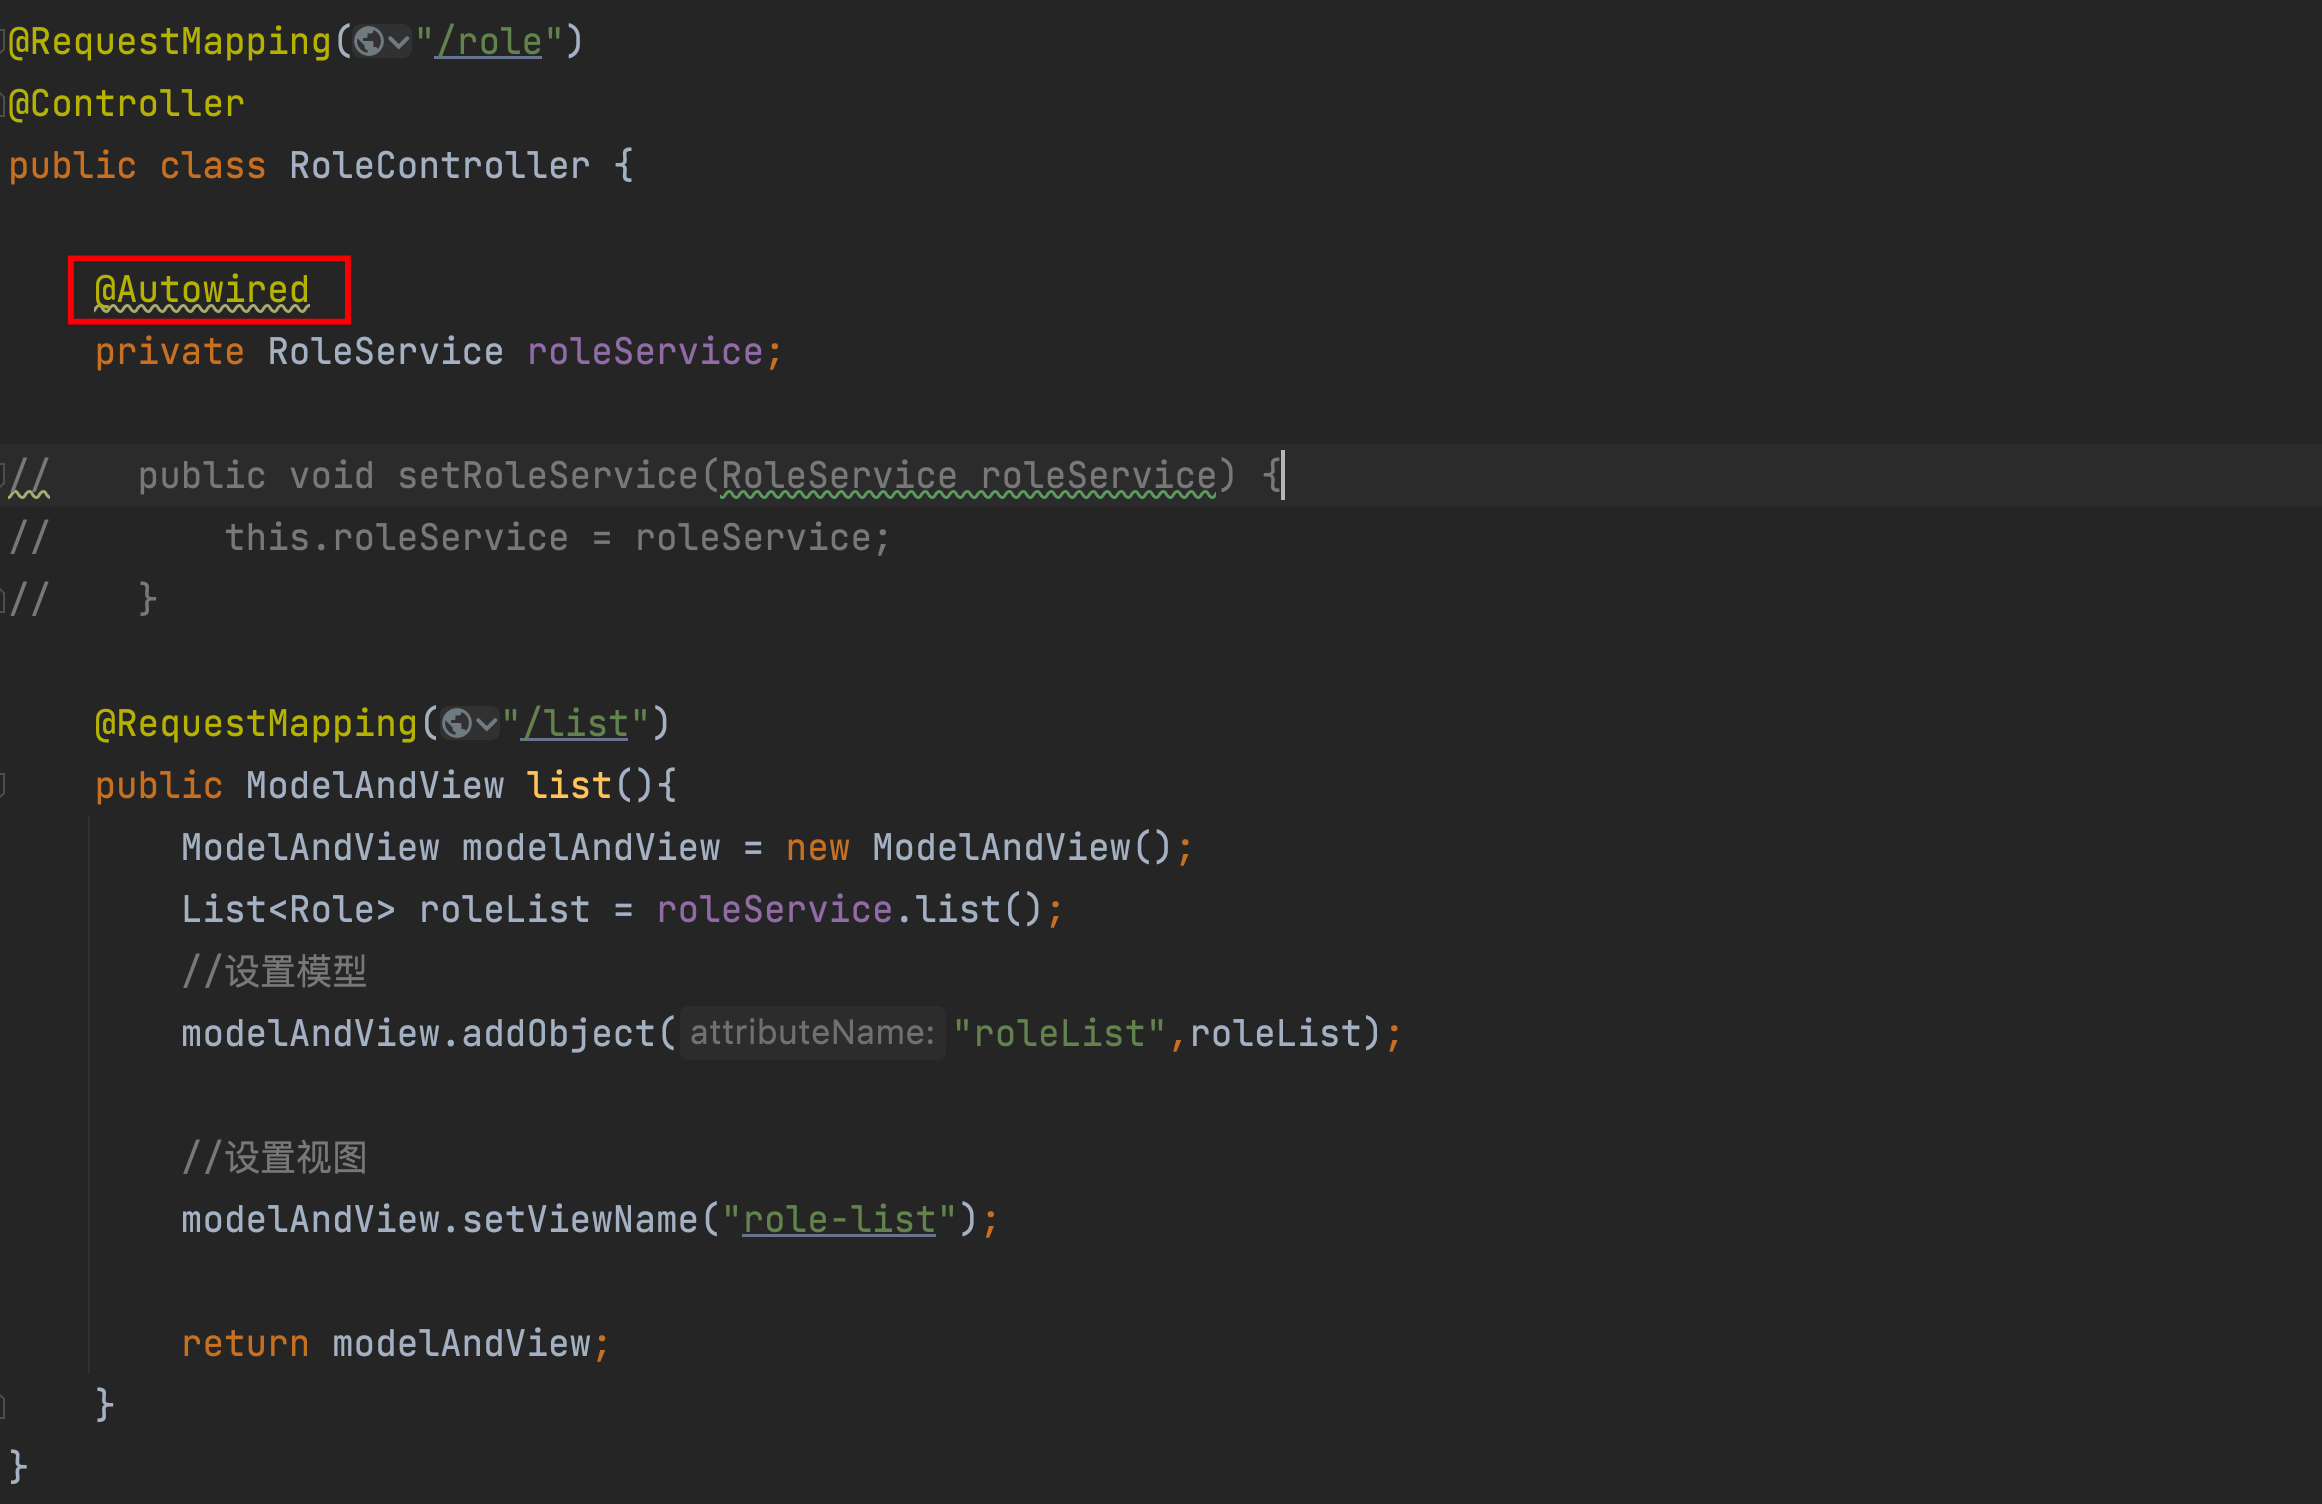 @RequestMapping("/role")
@Controller
public class RoleController {
@Autowired
private RoleService roleService;
//    public void setRoleService(RoleService roleService) {
//        this.roleService = roleService;
//    }
@RequestMapping("/list")
public ModelAndView list(){
ModelAndView modelAndView = new ModelAndView();
List<Role> roleList = roleService.list();
//设置模型
modelAndView.addObject( attributeName: "roleList",roleList);
//设置视图
modelAndView.setViewName("role-list");
return modelAndView;
}
}